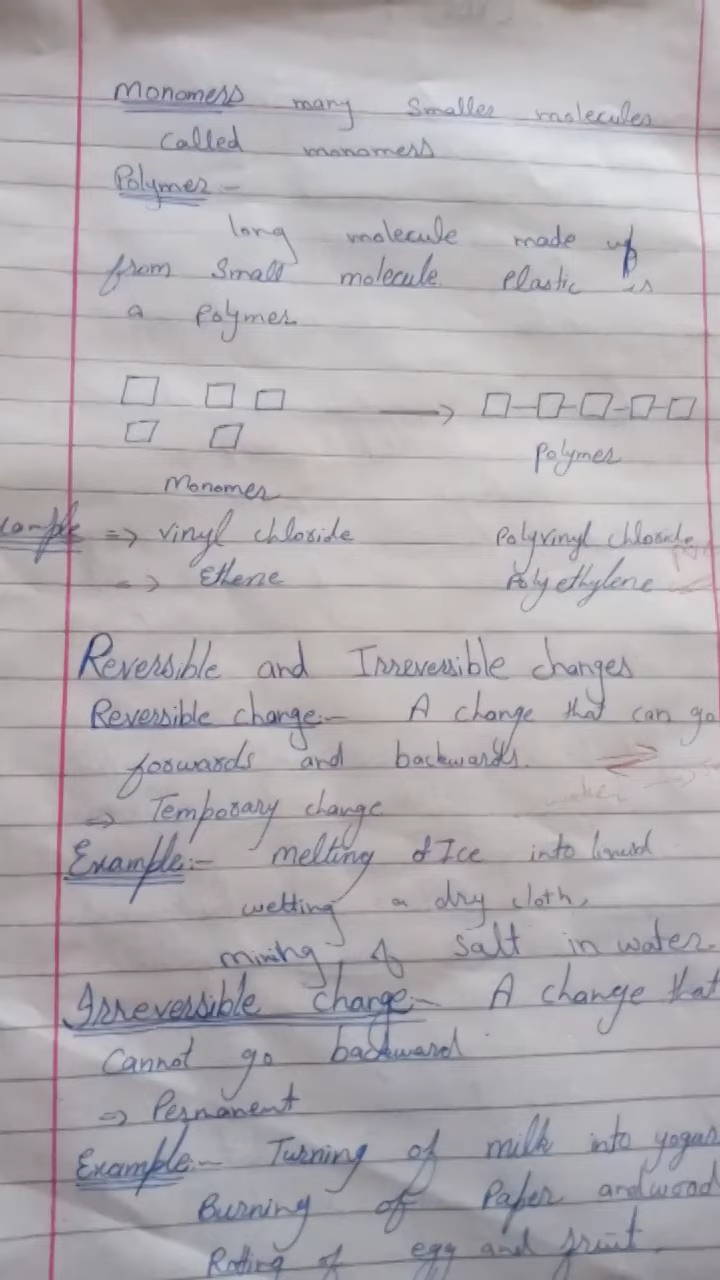 Monomers many smaller molecules
called monomers
Polymer:-
long molecule made up
from small molecule. Plastic is
a polymer
Polymer
Monomer
=> Vinyl chloride Polyvinyl chloride
=> Ethene Polyethylene
Reversible and Irreversible changes
Reversible change:- A change that can go
forwards and backwards.
=> Temporary change
Example:- melting of Ice into liquid
wetting a dry cloth,
mixing of salt in water.
Irreversible change:- A change that
Cannot go backward.
=> Permanent
Example:- Turning of milk into
Burning of Paper and wood
Rotting of egg and fruit.